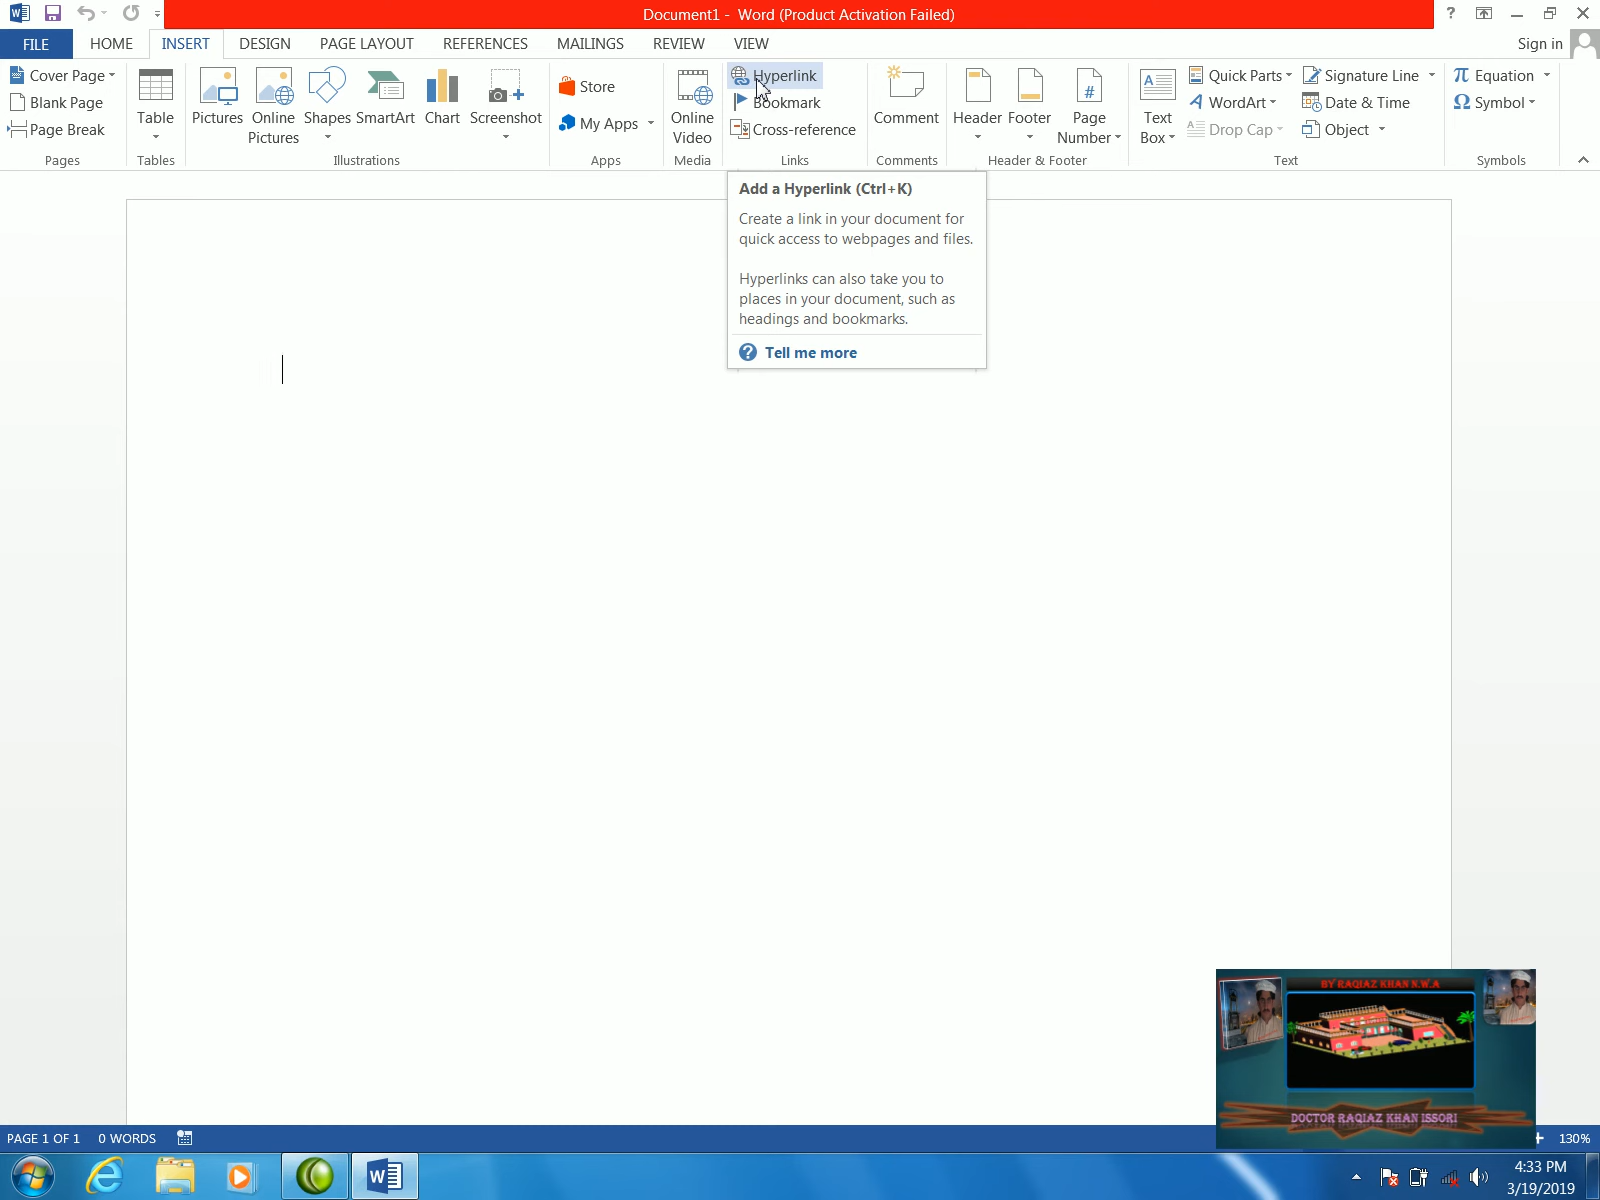 Document1 - Word (Product Activation Failed)
?
FILE HOME INSERT DESIGN PAGE LAYOUT REFERENCES MAILINGS REVIEW VIEW Sign in
Cover Page
Blank Page
Page Break
Pages
Table
Tables
Pictures
Online
Pictures
Shapes
SmartArt
Chart
Screenshot
Illustrations
Store
My Apps
Apps
Online
Video
Media
Hyperlink
Bookmark
Cross-reference
Links
Comment
Comments
Header
Footer
Page
Number
Header & Footer
Text
Box
Quick Parts
WordArt
Drop Cap
Signature Line
Date & Time
Object
Text
π Equation
Ω Symbol
Symbols
Add a Hyperlink (Ctrl+K)
Create a link in your document for
quick access to webpages and files.
Hyperlinks can also take you to
places in your document, such as
headings and bookmarks.
? Tell me more
BY RAQIAZ KHAN N.W.A
DOCTOR RAQIAZ KHAN ISSORI
PAGE 1 OF 1 0 WORDS + 130%
4:33 PM
3/19/2019